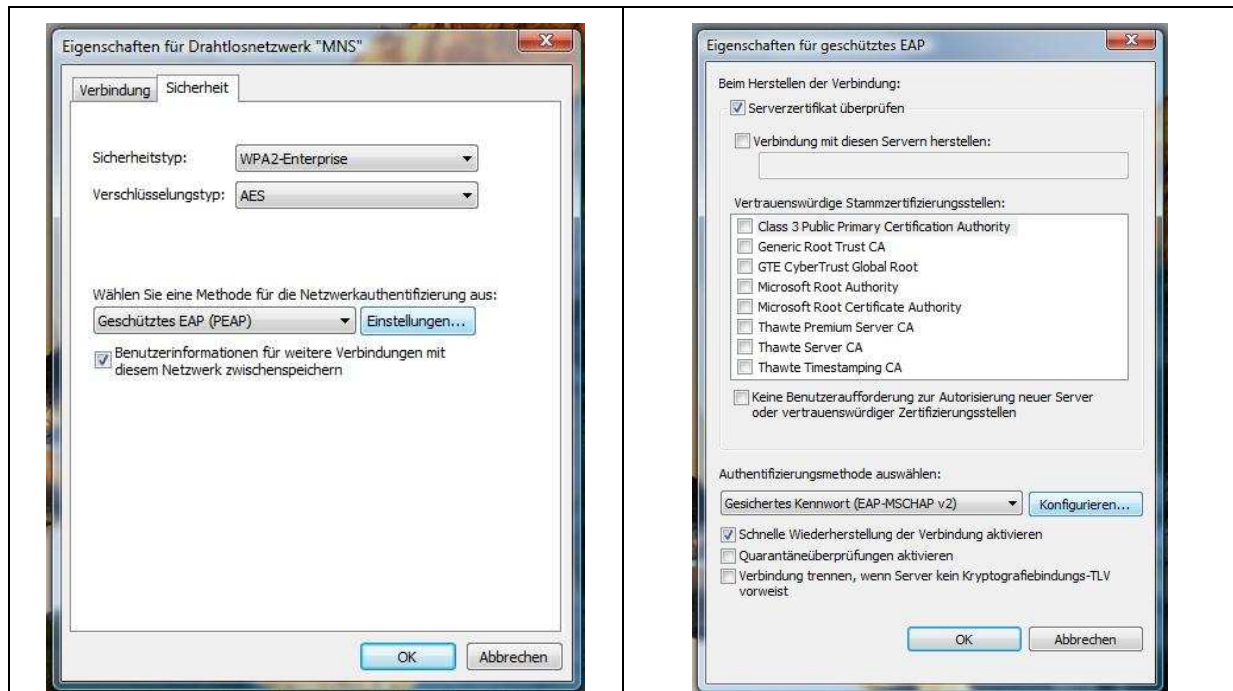 Eigenschaften für Drahtlosnetzwerk "MNS"
Verbindung Sicherheit
Sicherheitstyp: WPA2-Enterprise
Verschlüsselungstyp: AES
Wählen Sie eine Methode für die Netzwerkauthentifizierung aus:
Geschütztes EAP (PEAP) Einstellungen...
Benutzerinformationen für weitere Verbindungen mit
diesem Netzwerk zwischenspeichern
OK Abbrechen
Eigenschaften für geschütztes EAP
Beim Herstellen der Verbindung:
Serverzertifikat überprüfen
Verbindung mit diesen Servern herstellen:
Vertrauenswürdige Stammzertifizierungsstellen:
Class 3 Public Primary Certification Authority
Generic Root Trust CA
GTE CyberTrust Global Root
Microsoft Root Authority
Microsoft Root Certificate Authority
Thawte Premium Server CA
Thawte Server CA
Thawte Timestamping CA
Keine Benutzeraufforderung zur Autorisierung neuer Server
oder vertrauenswürdiger Zertifizierungsstellen
Authentifizierungsmethode auswählen:
Gesichertes Kennwort (EAP-MSCHAP v2) Konfigurieren...
Schnelle Wiederherstellung der Verbindung aktivieren
Quarantäneüberprüfungen aktivieren
Verbindung trennen, wenn Server kein Kryptografiebindungs-TLV
vorweist
OK Abbrechen